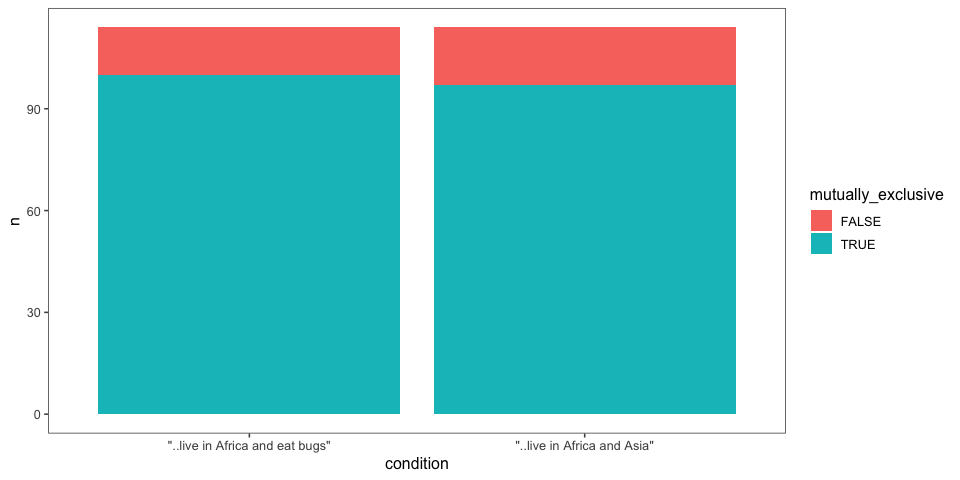 n
90
60
30
0
"..live in Africa and eat bugs"
"..live in Africa and Asia"
condition
mutually_exclusive
FALSE
TRUE